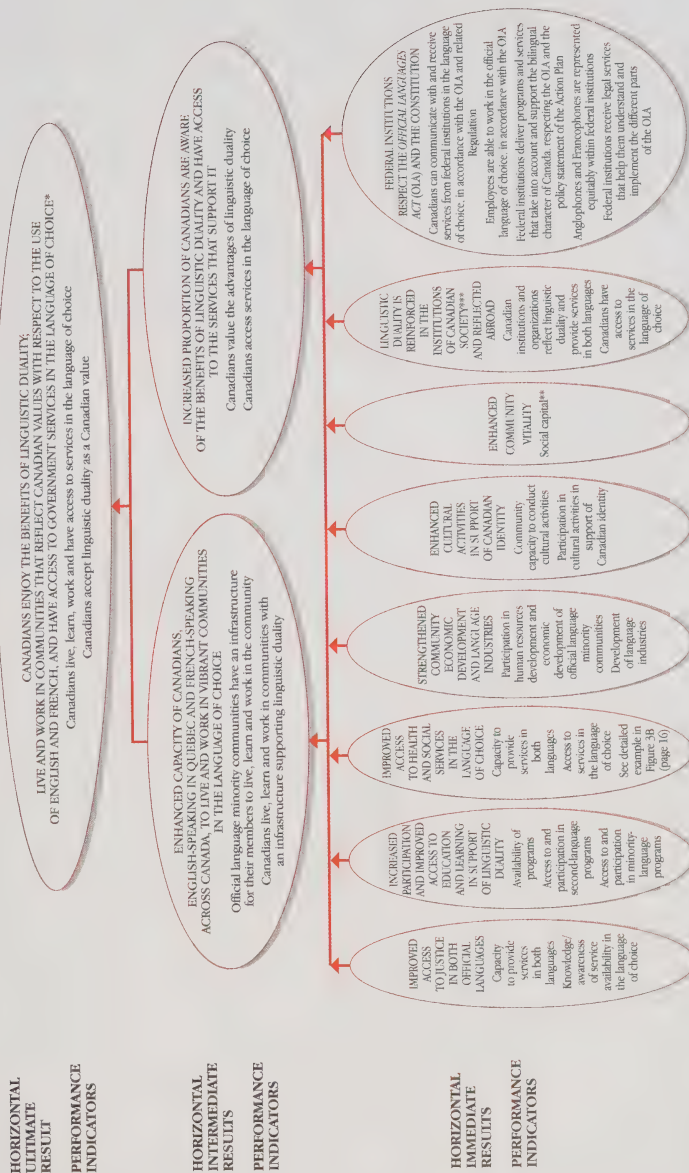 HORIZONTAL
ULTIMATE
RESULT
PERFORMANCE
INDICATORS
CANADIANS ENJOY THE BENEFITS OF LINGUISTIC DUALITY;
LIVE AND WORK IN COMMUNITIES THAT REFLECT CANADIAN VALUES WITH RESPECT TO THE USE
OF ENGLISH AND FRENCH, AND HAVE ACCESS TO GOVERNMENT SERVICES IN THE LANGUAGE OF CHOICE*
Canadians live, learn, work and have access to services in the language of choice
Canadians accept linguistic duality as a Canadian value
HORIZONTAL
INTERMEDIATE
RESULTS
PERFORMANCE
INDICATORS
ENHANCED CAPACITY OF CANADIANS,
ENGLISH-SPEAKING IN QUEBEC AND FRENCH-SPEAKING
ACROSS CANADA, TO LIVE AND WORK IN VIBRANT COMMUNITIES
IN THE LANGUAGE OF CHOICE
Official language minority communities have an infrastructure
for their members to live, learn and work in the community
Canadians live, learn and work in communities with
an infrastructure supporting linguistic duality
INCREASED PROPORTION OF CANADIANS ARE AWARE
OF THE BENEFITS OF LINGUISTIC DUALITY AND HAVE ACCESS
TO THE SERVICES THAT SUPPORT IT
Canadians value the advantages of linguistic duality
Canadians access services in the language of choice
HORIZONTAL
IMMEDIATE
RESULTS
PERFORMANCE
INDICATORS
IMPROVED
ACCESS
TO JUSTICE IN BOTH
OFFICIAL
LANGUAGES
Capacity
to provide
services
in both
languages
Knowledge/
awareness
of service
availability in
the language
of choice
INCREASED
PARTICIPATION
AND IMPROVED
ACCESS TO
EDUCATION
AND LEARNING
IN SUPPORT
OF LINGUISTIC
DUALITY
Availability of
programs
Access to and
participation in
second-language
programs
Access to and
participation
in minority-
language
programs
IMPROVED
ACCESS
TO HEALTH
AND SOCIAL
SERVICES
IN THE
LANGUAGE
OF CHOICE
Capacity to
provide
services in
both
languages
Access to
services in
the language
of choice
See detailed
example in
Figure 3B
(page 16)
STRENGTHENED
COMMUNITY
ECONOMIC
DEVELOPMENT
AND LANGUAGE
INDUSTRIES
Participation in
human resources
development and
economic
development of
official language
minority
communities
Development
of language
industries
ENHANCED
CULTURAL
ACTIVITIES
IN SUPPORT
OF CANADIAN
IDENTITY
Community
capacity to conduct
cultural activities
Participation in
cultural activities in
support of
Canadian identity
ENHANCED
COMMUNITY
VITALITY
Social capital**
LINGUISTIC
DUALITY IS
REINFORCED
IN THE
INSTITUTIONS
OF CANADIAN
SOCIETY***
AND REFLECTED
ABROAD
Canadian
institutions and
organizations
reflect linguistic
duality and
provide services
in both languages
Canadians have
access to
services in the
language of
choice
FEDERAL INSTITUTIONS
RESPECT THE OFFICIAL LANGUAGES
ACT (OLA) AND THE CONSTITUTION
Canadians can communicate with and receive
services from federal institutions in the language
of choice, in accordance with the OLA and related
Regulation
Employees are able to work in the official
language of choice, in accordance with the OLA
Federal institutions deliver programs and services
that take into account and support the bilingual
character of Canada, respecting the OLA and the
policy statement of the Action Plan
Anglophones and Francophones are represented
equitably within federal institutions
Federal institutions receive legal services
that help them understand and
implement the different parts
of the OLA